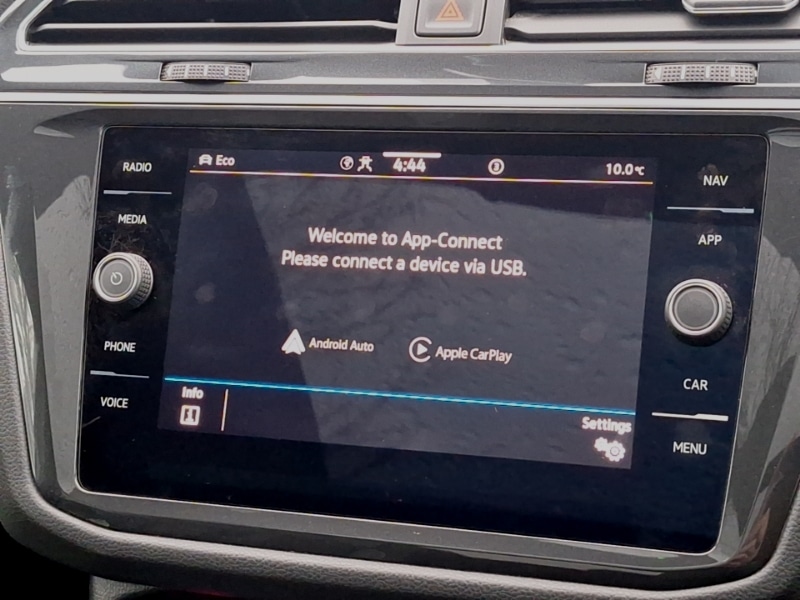 RADIO
MEDIA
PHONE
VOICE
Eco
4:44
10.0°C
Welcome to App-Connect
Please connect a device via USB.
Android Auto
Apple CarPlay
Info
Settings
NAV
APP
CAR
MENU